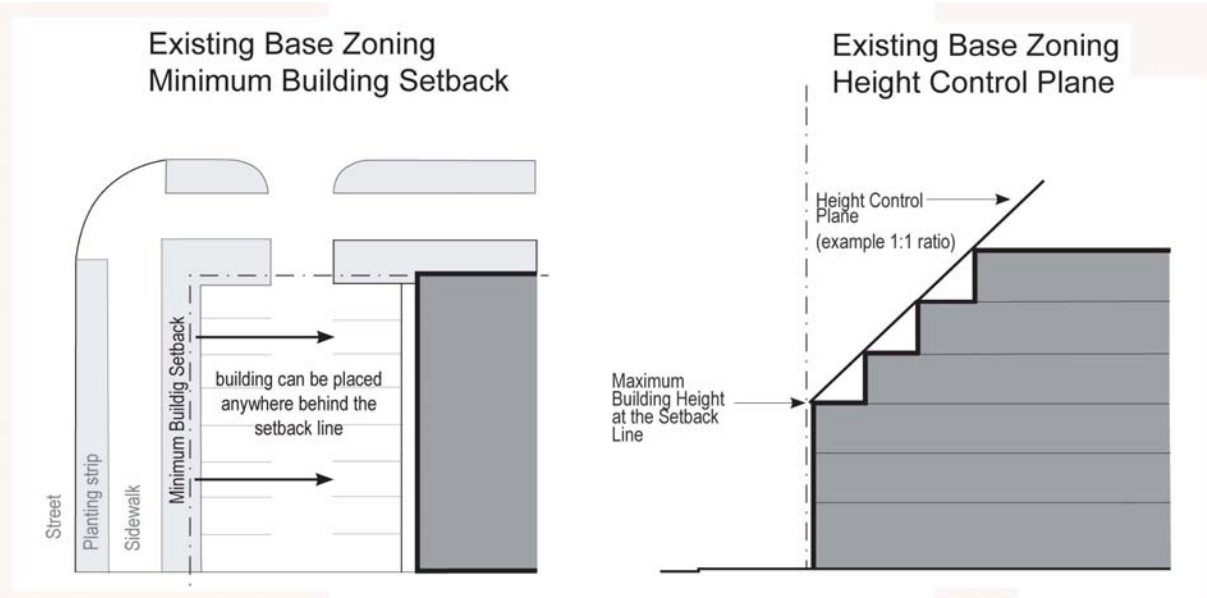 Existing Base Zoning
Minimum Building Setback
Street
Planting strip
Sidewalk
Minimum Buildig Setback
building can be placed
anywhere behind the
setback line
Existing Base Zoning
Height Control Plane
Height Control
Plane
(example 1:1 ratio)
Maximum
Building Height
at the Setback
Line